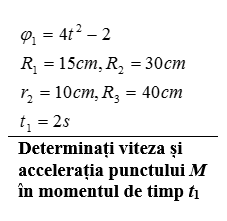 φ₁ = 4t² − 2
R₁ = 15cm, R₂ = 30cm
r₂ = 10cm, R₃ = 40cm
t₁ = 2s
Determinați viteza și
accelerația punctului M
în momentul de timp t₁